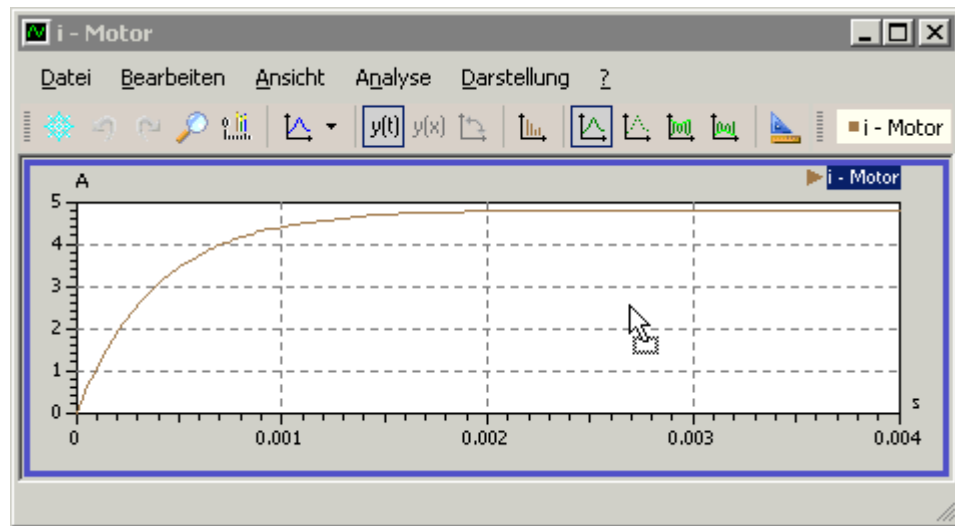 i - Motor
Datei Bearbeiten Ansicht Analyse Darstellung ?
y(t) y(x) i - Motor
A i - Motor
5
4
3
2
1
0 s
0 0.001 0.002 0.003 0.004